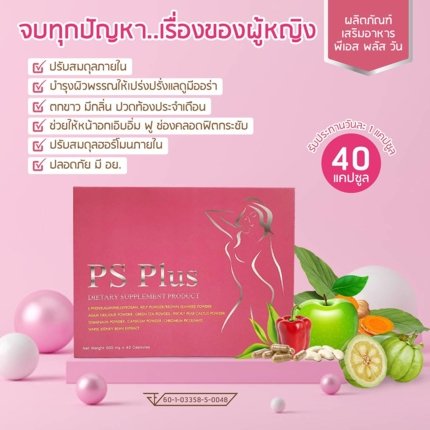 จบทุกปัญหา..เรื่องของผู้หญิง
ผลิตภัณฑ์
เสริมอาหาร
พีเอส พลัส วัน
ปรับสมดุลภายใน
บำรุงผิวพรรณให้เปร่งปรั่งแลดูมีออร่า
ตกขาว มีกลิ่น ปวดท้องประจำเดือน
ช่วยให้หน้าอกเอิบอิ่ม ฟู ช่องคลอดฟิตกระชับ
ปรับสมดุลฮอร์โมนภายใน
ปลอดภัย มี อย.
รับประทานวันละ 1 แคปซูล
40
แคปซูล
PS Plus
DIETARY SUPPLEMENT PRODUCT
60-1-03358-5-0048